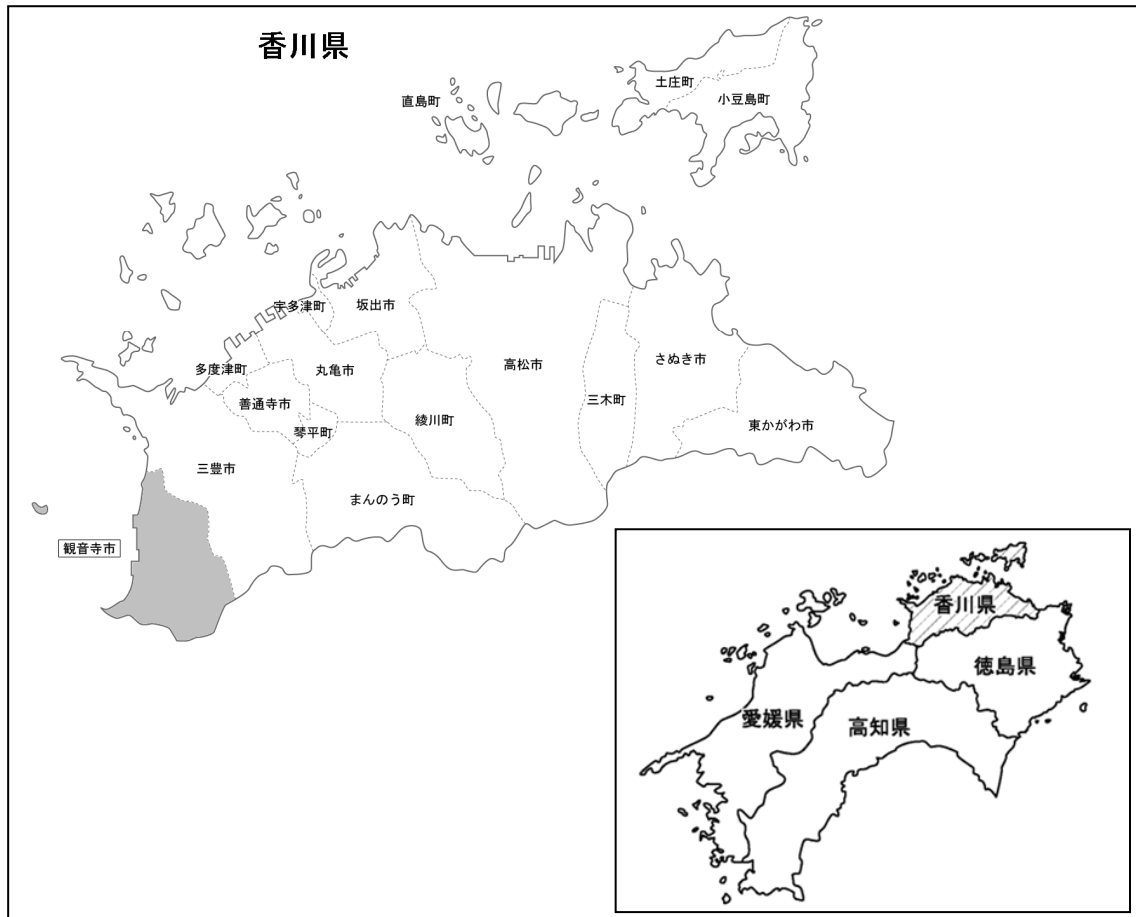 香川県
土庄町
直島町
小豆島町
宇多津町
坂出市
さぬき市
高松市
多度津町
丸亀市
三木町
善通寺市
綾川町
東かがわ市
琴平町
三豊市
まんのう町
観音寺市
香川県
徳島県
愛媛県
高知県